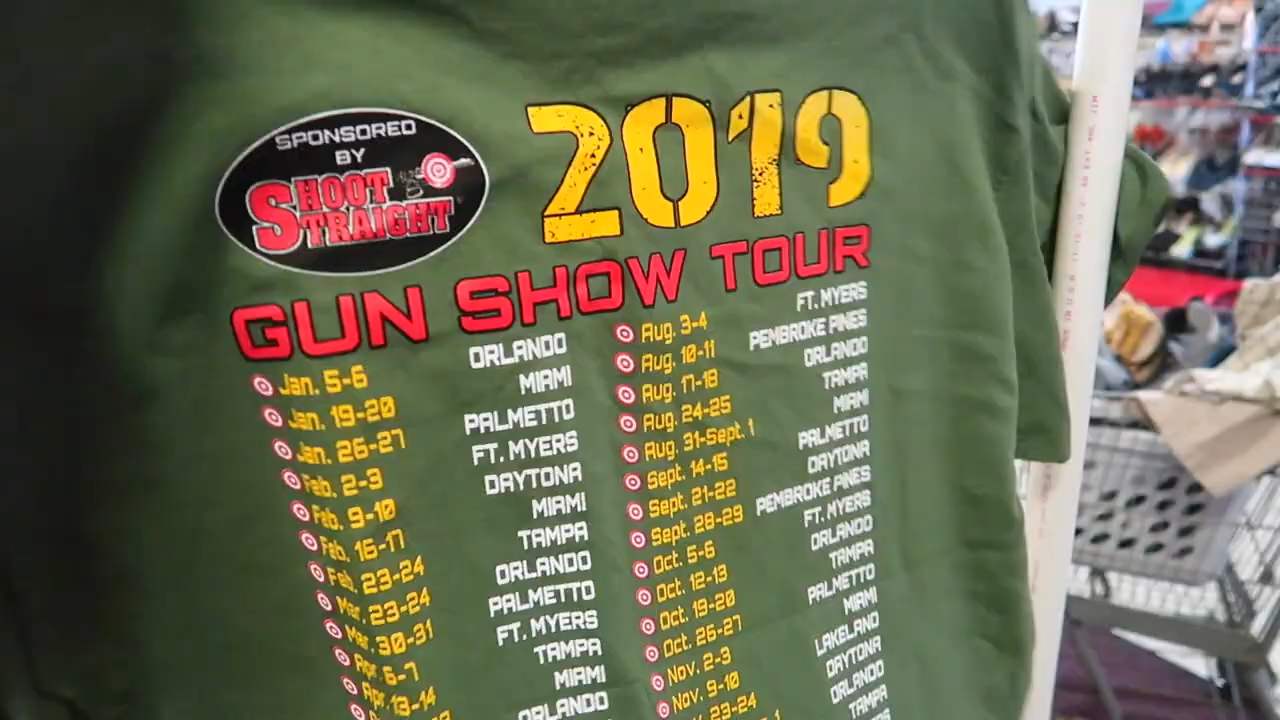 SPONSORED
BY
SHOOT
STRAIGHT
2019
GUN SHOW TOUR
Jan. 5-6 ORLANDO
Jan. 19-20 MIAMI
Jan. 26-27 PALMETTO
Feb. 2-3 FT. MYERS
Feb. 9-10 DAYTONA
Feb. 16-17 MIAMI
Feb. 23-24 TAMPA
Mar. 23-24 ORLANDO
Mar. 30-31 PALMETTO
Apr. 6-7 FT. MYERS
Apr. 13-14 TAMPA
MIAMI
ORLANDO
Aug. 3-4 FT. MYERS
Aug. 10-11 PEMBROKE PINES
Aug. 17-18 ORLANDO
Aug. 24-25 TAMPA
Aug. 31-Sept. 1 MIAMI
Sept. 14-15 PALMETTO
Sept. 21-22 DAYTONA
Sept. 28-29 PEMBROKE PINES
Oct. 5-6 FT. MYERS
Oct. 12-13 ORLANDO
Oct. 19-20 TAMPA
Oct. 26-27 PALMETTO
Nov. 2-3 MIAMI
Nov. 9-10 LAKELAND
23-24 DAYTONA
ORLANDO
TAMPA